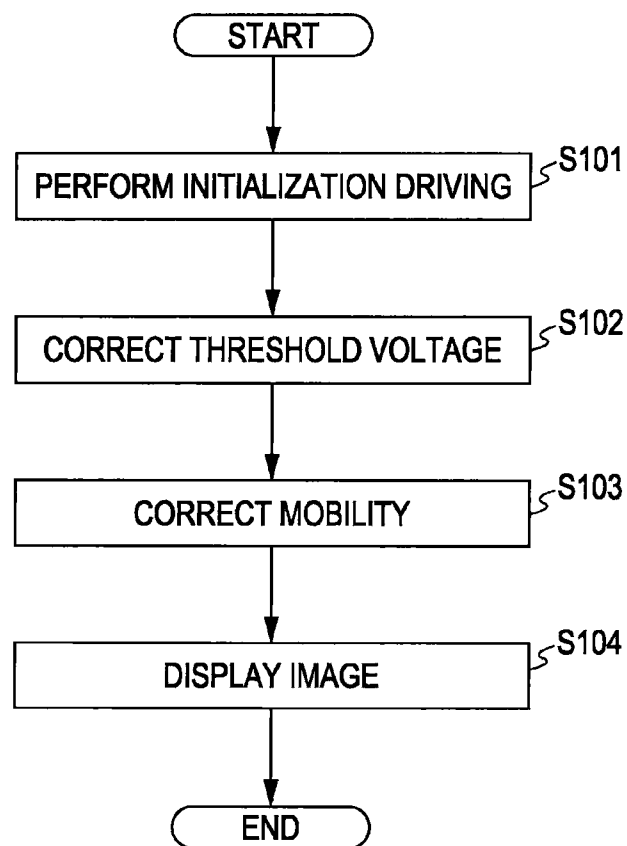 START
S101
PERFORM INITIALIZATION DRIVING
S102
CORRECT THRESHOLD VOLTAGE
S103
CORRECT MOBILITY
S104
DISPLAY IMAGE
END